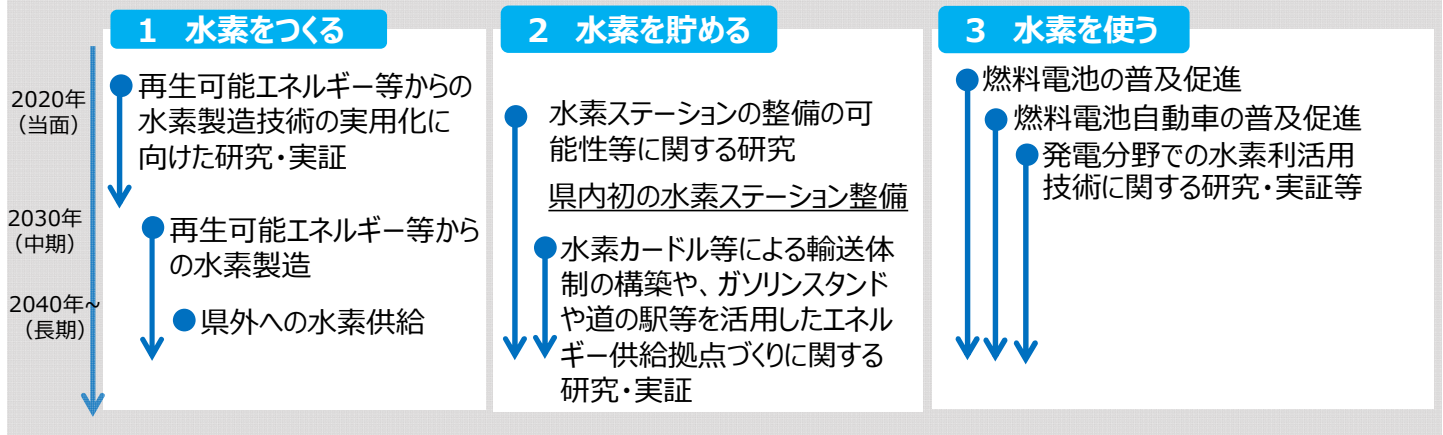 2020年
（当面）
2030年
（中期）
2040年~
（長期）
1　水素をつくる
再生可能エネルギー等からの
水素製造技術の実用化に
向けた研究・実証
再生可能エネルギー等から
の水素製造
県外への水素供給
2　水素を貯める
水素ステーションの整備の可
能性等に関する研究
県内初の水素ステーション整備
水素カードル等による輸送体
制の構築や、ガソリンスタンド
や道の駅等を活用したエネル
ギー供給拠点づくりに関する
研究・実証
3　水素を使う
燃料電池の普及促進
燃料電池自動車の普及促進
発電分野での水素利活用
技術に関する研究・実証等